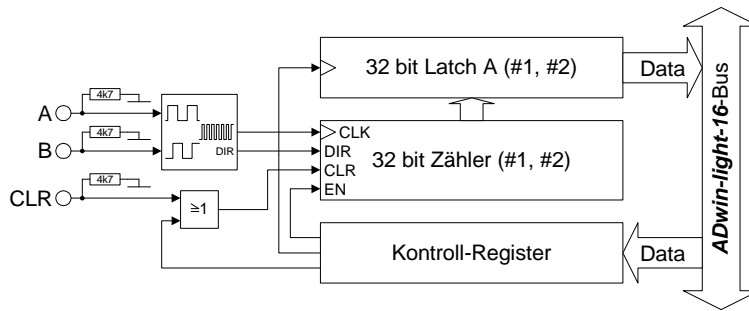 4k7
A
4k7
B
DIR
4k7
CLR
≥1
32 bit Latch A (#1, #2)
Data
CLK
DIR
32 bit Zähler (#1, #2)
CLR
EN
Kontroll-Register
Data
ADwin-light-16-Bus